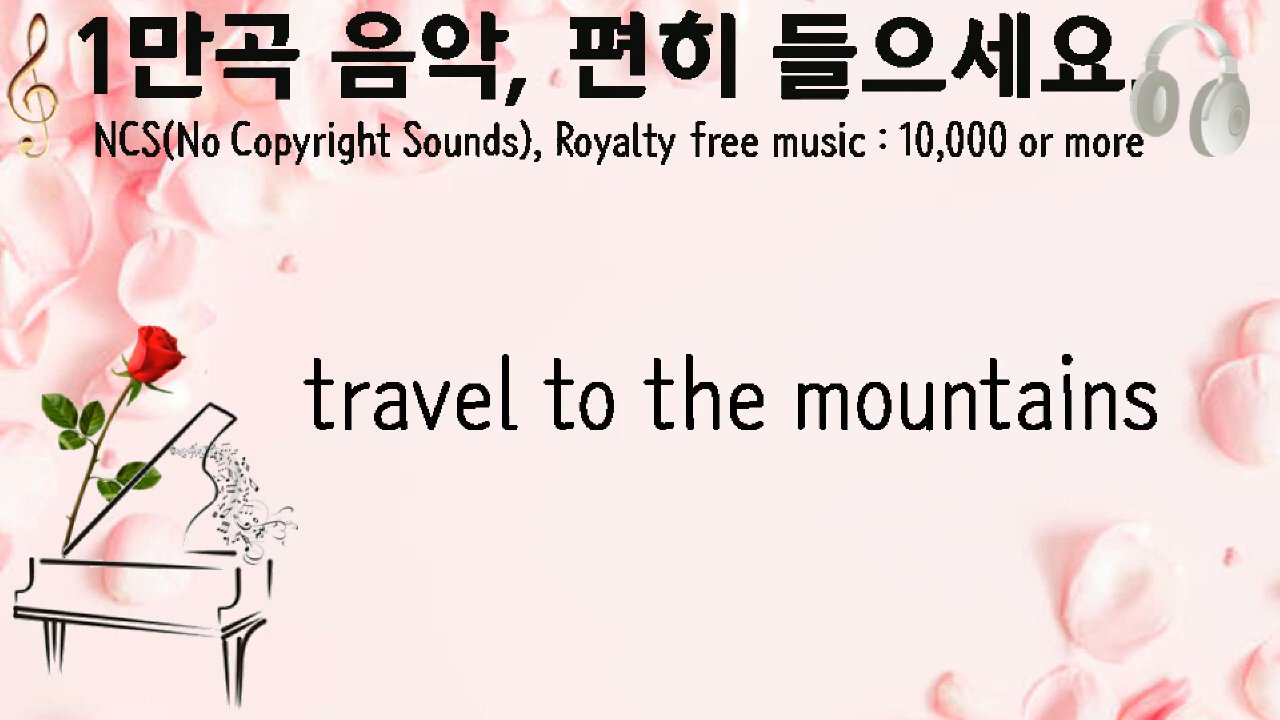 1만곡 음악, 편히 들으세요.
NCS(No Copyright Sounds), Royalty free music : 10,000 or more
travel to the mountains